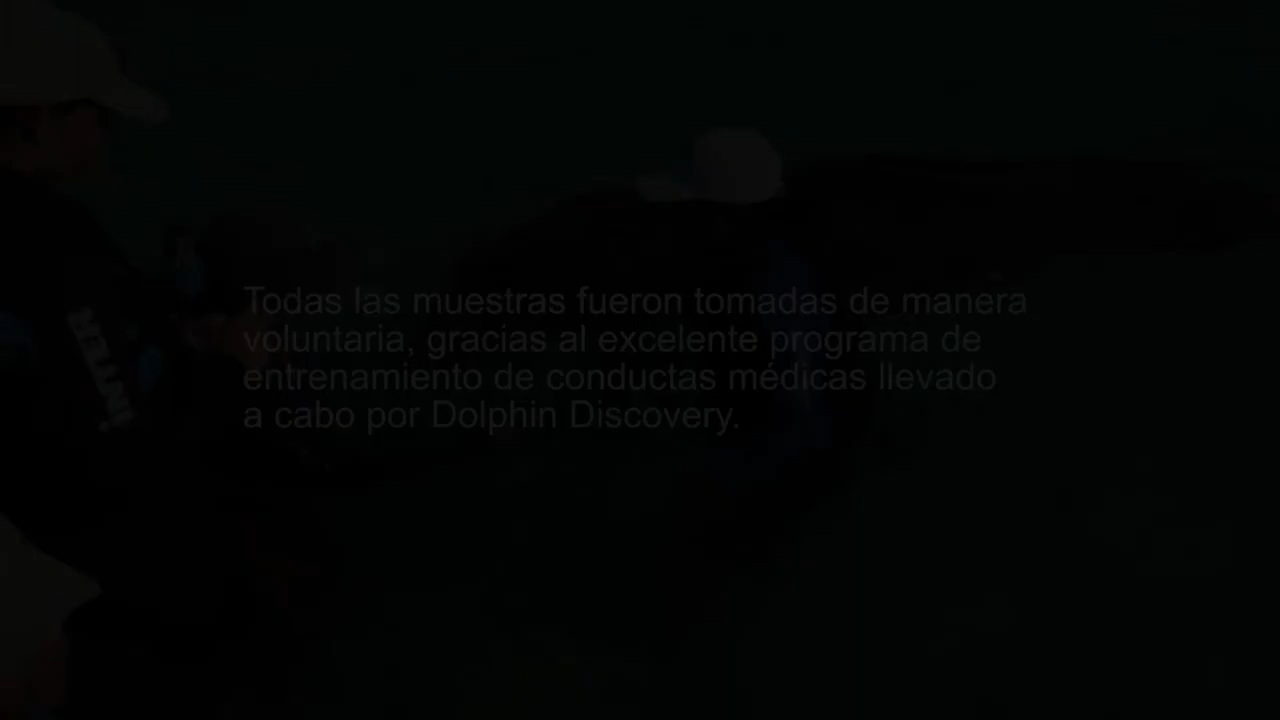 Todas las muestras fueron tomadas de manera
voluntaria, gracias al excelente programa de
entrenamiento de conductas médicas llevado
a cabo por Dolphin Discovery.